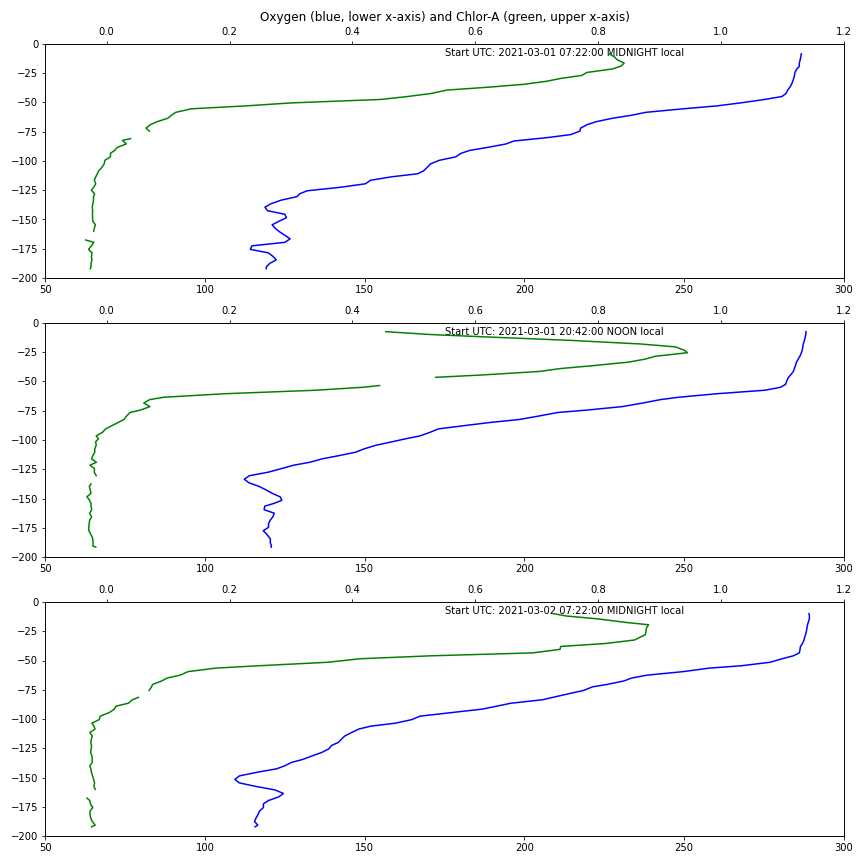 Oxygen (blue, lower x-axis) and Chlor-A (green, upper x-axis)
0.0 0.2 0.4 0.6 0.8 1.0 1.2
Start UTC: 2021-03-01 07:22:00 MIDNIGHT local
0
−25
−50
−75
−100
−125
−150
−175
−200
50 100 150 200 250 300
0.0 0.2 0.4 0.6 0.8 1.0 1.2
Start UTC: 2021-03-01 20:42:00 NOON local
0
−25
−50
−75
−100
−125
−150
−175
−200
50 100 150 200 250 300
0.0 0.2 0.4 0.6 0.8 1.0 1.2
Start UTC: 2021-03-02 07:22:00 MIDNIGHT local
0
−25
−50
−75
−100
−125
−150
−175
−200
50 100 150 200 250 300